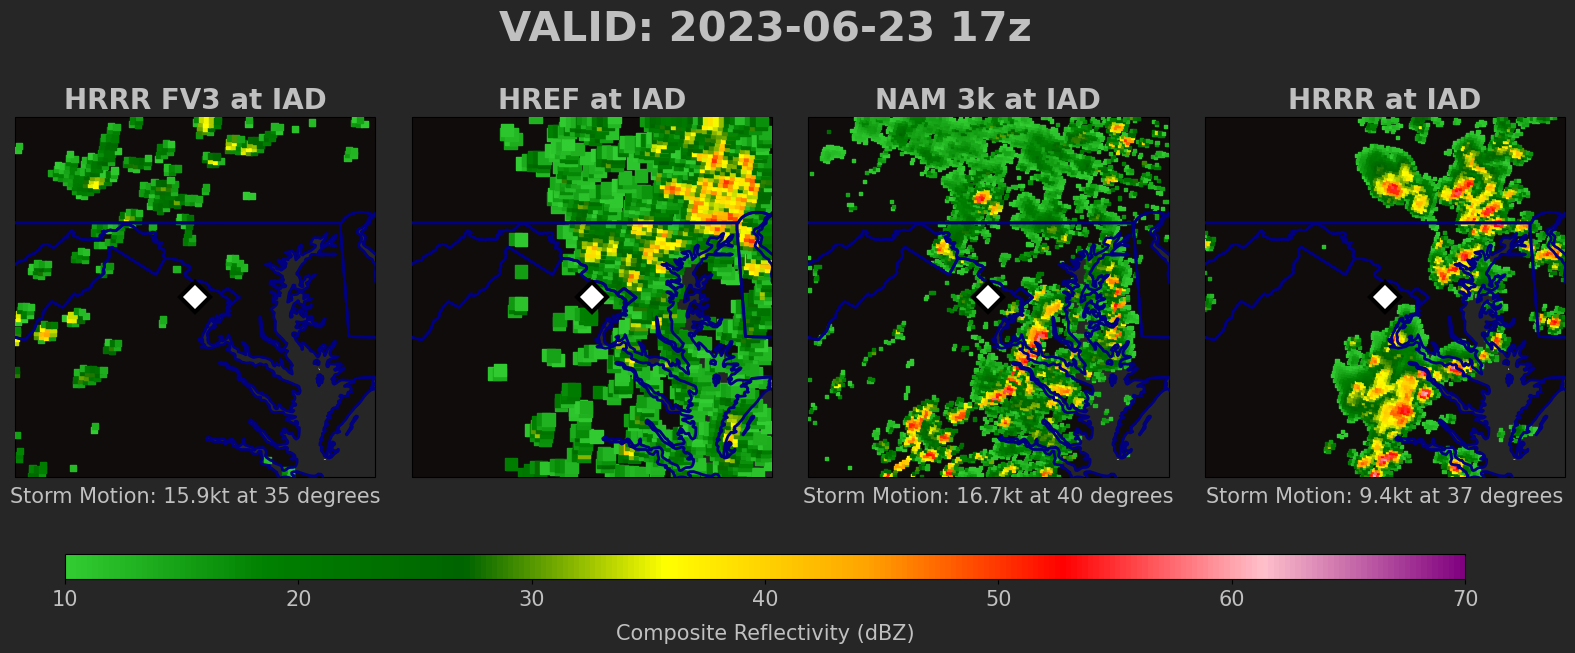 VALID: 2023-06-23 17z
HRRR FV3 at IAD
HREF at IAD
NAM 3k at IAD
HRRR at IAD
Storm Motion: 15.9kt at 35 degrees
Storm Motion: 16.7kt at 40 degrees
Storm Motion: 9.4kt at 37 degrees
10 20 30 40 50 60 70
Composite Reflectivity (dBZ)